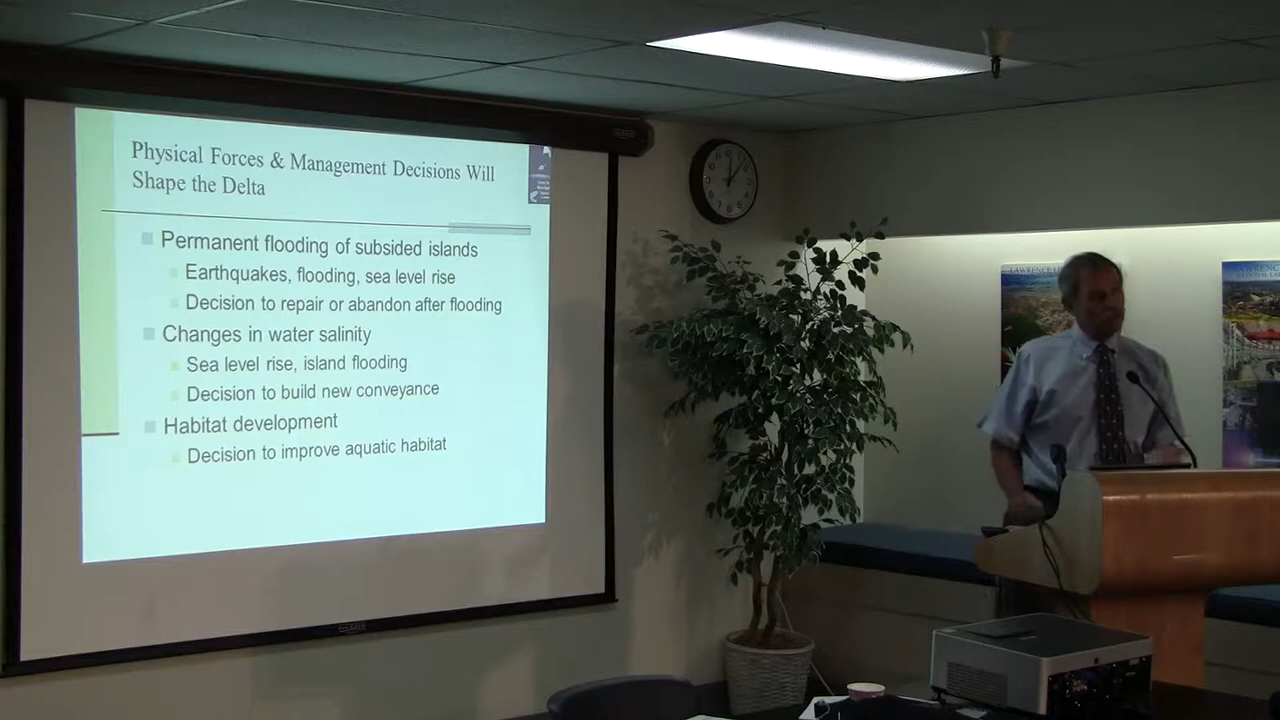 Physical Forces & Management Decisions Will
Shape the Delta
Permanent flooding of subsided islands
Earthquakes, flooding, sea level rise
Decision to repair or abandon after flooding
Changes in water salinity
Sea level rise, island flooding
Decision to build new conveyance
Habitat development
Decision to improve aquatic habitat
LAWRENCE